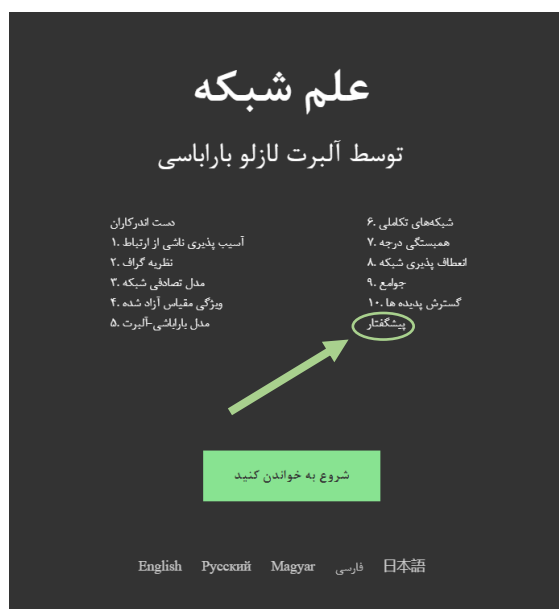 علم شبکه
توسط آلبرت لازلو باراباسی
دست اندرکاران
۱. آسیب پذیری ناشی از ارتباط
۲. نظریه گراف
۳. مدل تصادفی شبکه
۴. ویژگی مقیاس آزاد شده
۵. مدل باراباشی-آلبرت
۶. شبکه‌های تکاملی
۷. همبستگی درجه
۸. انعطاف پذیری شبکه
۹. جوامع
۱۰. گسترش پدیده ها
پیشگفتار
شروع به خواندن کنید
English Русский Magyar فارسی 日本語